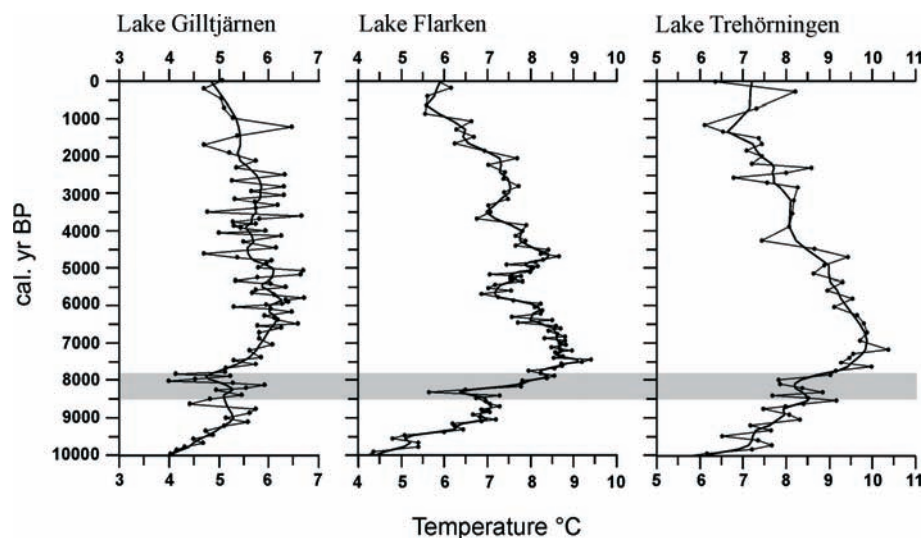 Lake Gilltjärnen Lake Flarken Lake Trehörningen
3 4 5 6 7 4 5 6 7 8 9 10 5 6 7 8 9 10 11
0
1000
2000
3000
4000
5000
6000
7000
8000
9000
10000
cal. yr BP
3 4 5 6 7 4 5 6 7 8 9 10 5 6 7 8 9 10 11
Temperature °C